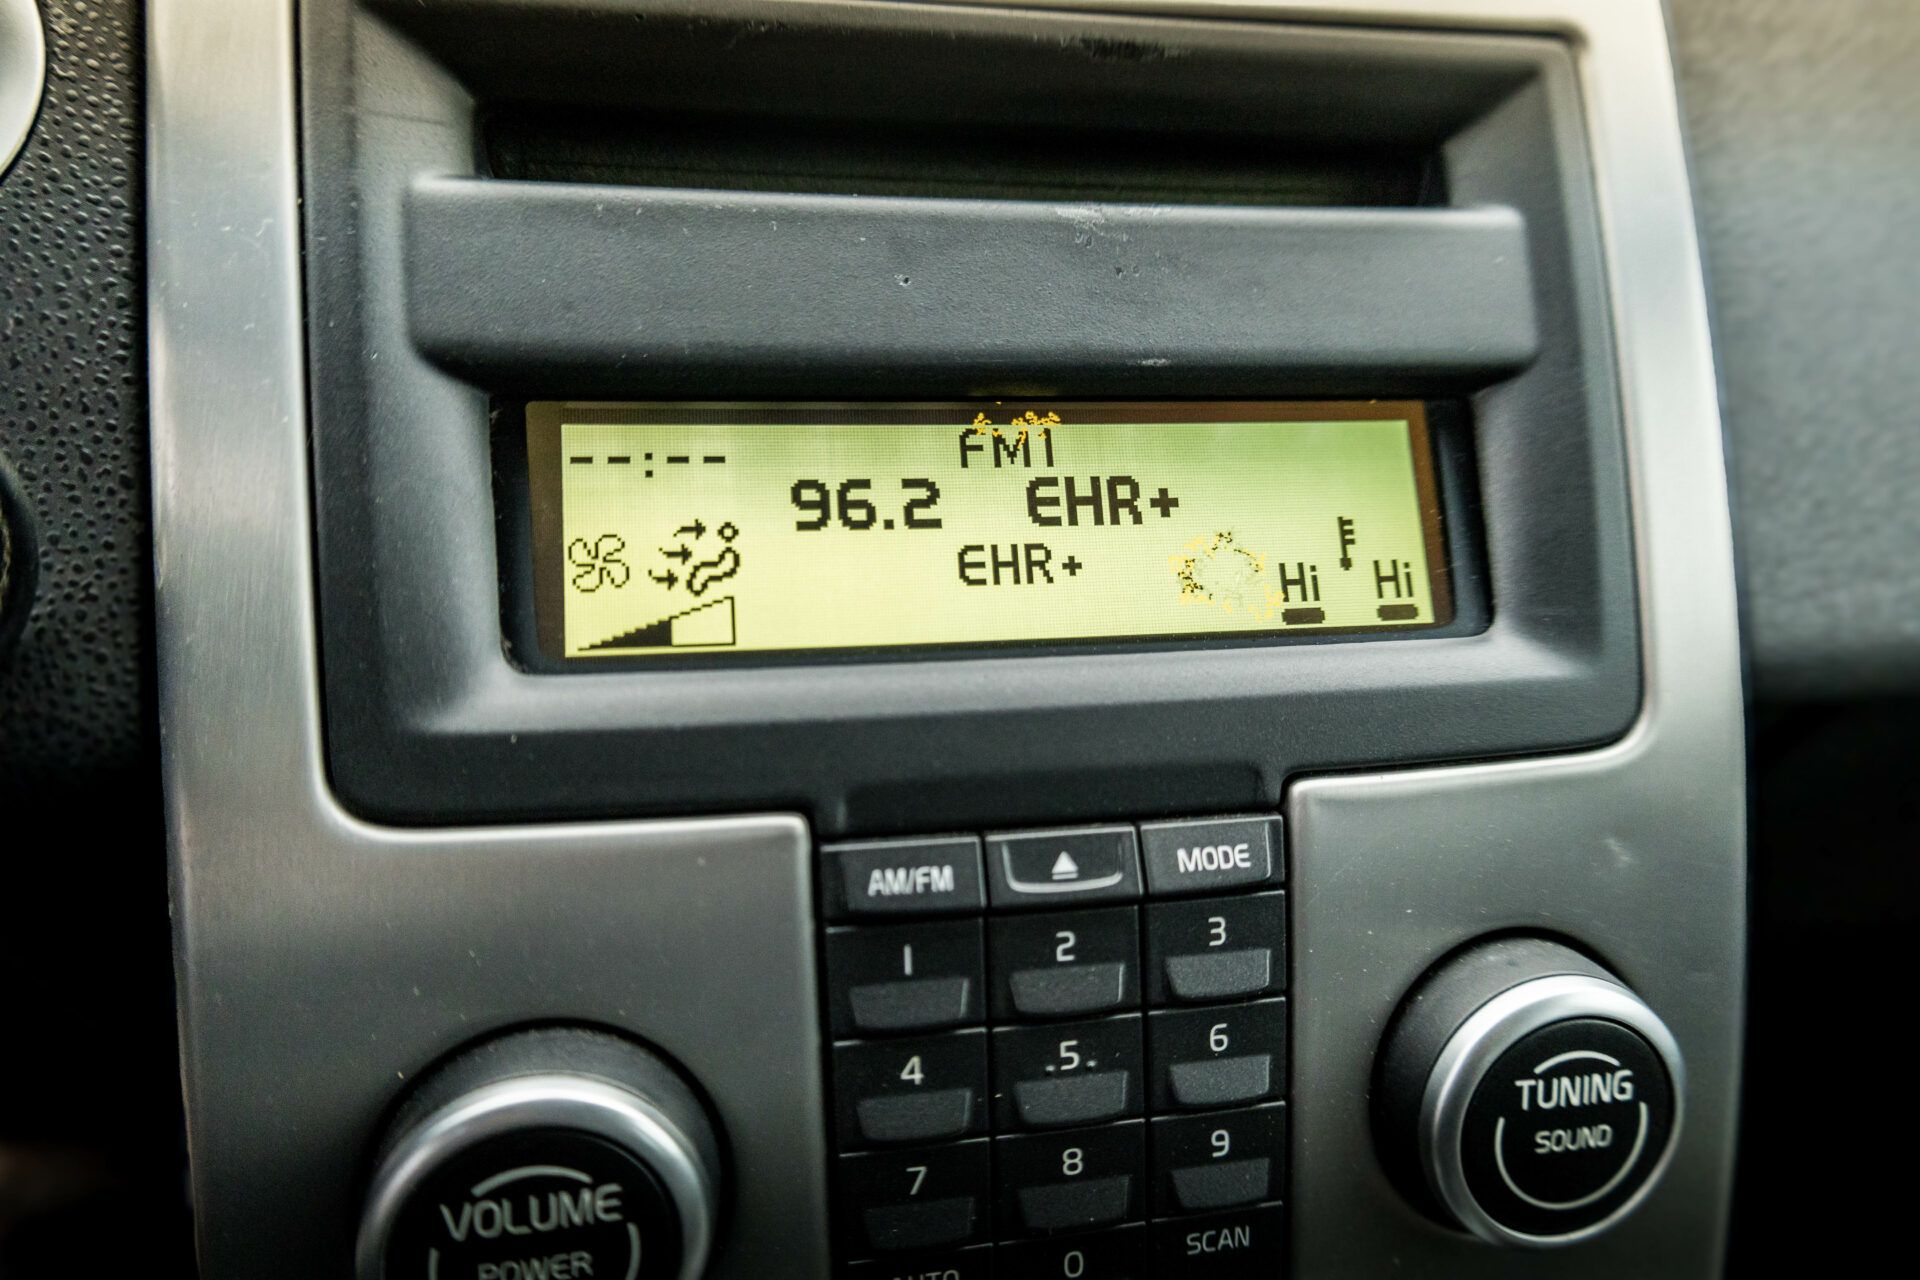 --:--
FM1
96.2 EHR+
EHR+
Hi Hi
AM/FM MODE
1 2 3
4 .5. 6
7 8 9
AUTO 0 SCAN
VOLUME
POWER
TUNING
SOUND